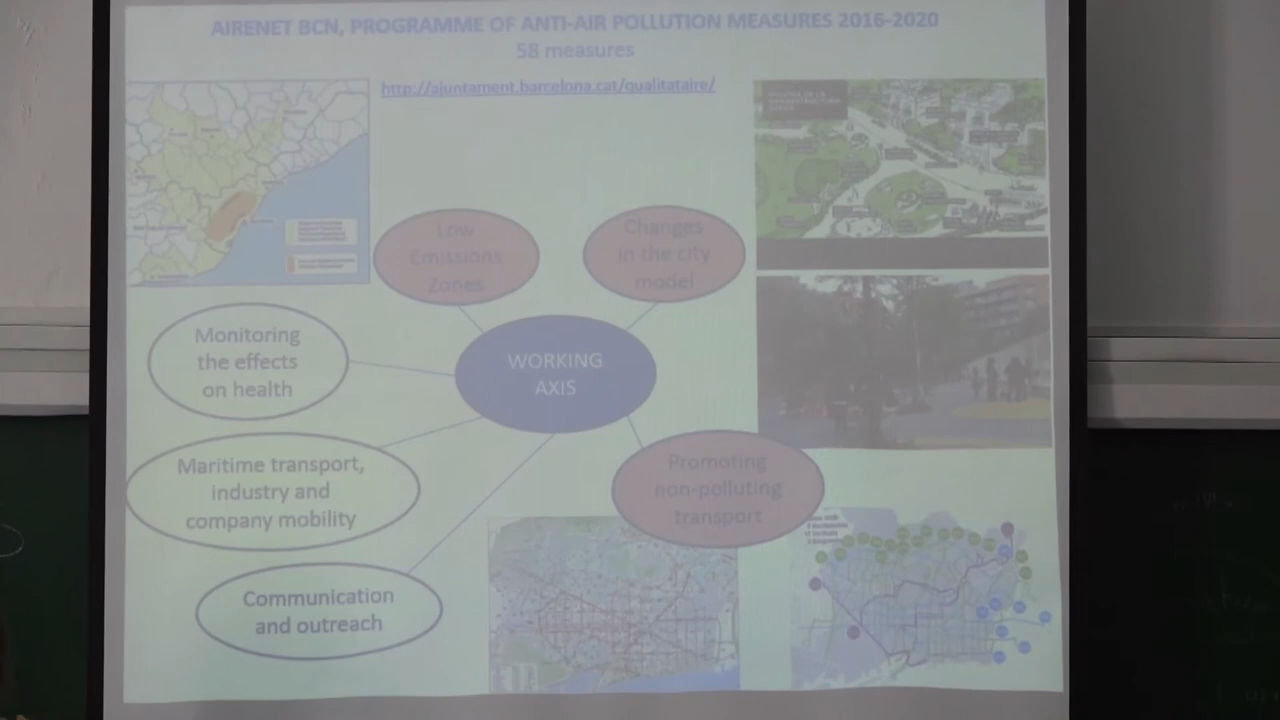 AIRENET BCN, PROGRAMME OF ANTI-AIR POLLUTION MEASURES 2016-2020
58 measures
http://ajuntament.barcelona.cat/qualitataire/
Low
Emissions
Zones
Changes
in the city
model
Monitoring
the effects
on health
WORKING
AXIS
Maritime transport,
industry and
company mobility
Promoting
non-polluting
transport
Communication
and outreach